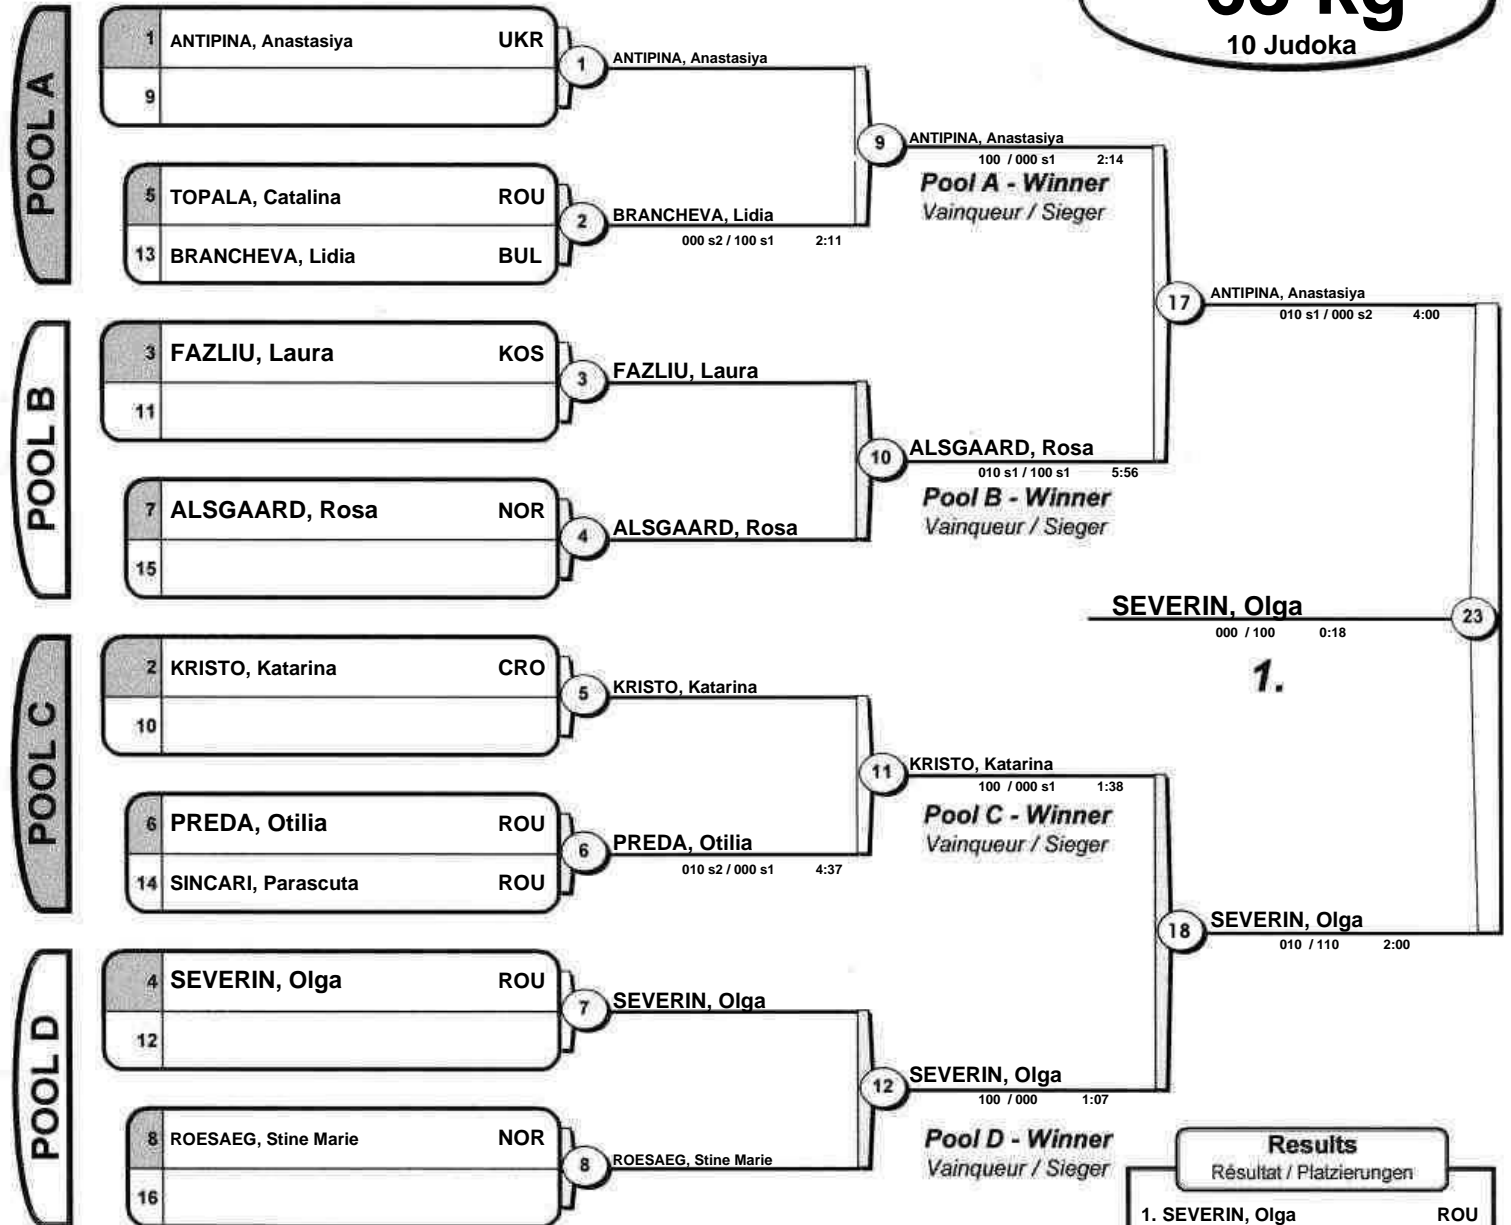 10 Judoka
POOL A
1 ANTIPINA, Anastasiya UKR
9
1 ANTIPINA, Anastasiya
5 TOPALA, Catalina ROU
13 BRANCHEVA, Lidia BUL
2 BRANCHEVA, Lidia
000 s2 / 100 s1 2:11
9 ANTIPINA, Anastasiya
100 / 000 s1 2:14
Pool A - Winner
Vainqueur / Sieger
POOL B
3 FAZLIU, Laura KOS
11
3 FAZLIU, Laura
7 ALSGAARD, Rosa NOR
15
4 ALSGAARD, Rosa
10 ALSGAARD, Rosa
010 s1 / 100 s1 5:56
Pool B - Winner
Vainqueur / Sieger
17 ANTIPINA, Anastasiya
010 s1 / 000 s2 4:00
SEVERIN, Olga 23
000 / 100 0:18
1.
POOL C
2 KRISTO, Katarina CRO
10
5 KRISTO, Katarina
6 PREDA, Otilia ROU
14 SINCARI, Parascuta ROU
6 PREDA, Otilia
010 s2 / 000 s1 4:37
11 KRISTO, Katarina
100 / 000 s1 1:38
Pool C - Winner
Vainqueur / Sieger
POOL D
4 SEVERIN, Olga ROU
12
7 SEVERIN, Olga
8 ROESAEG, Stine Marie NOR
16
8 ROESAEG, Stine Marie
12 SEVERIN, Olga
100 / 000 1:07
Pool D - Winner
Vainqueur / Sieger
18 SEVERIN, Olga
010 / 110 2:00
Results
Résultat / Platzierungen
1. SEVERIN, Olga ROU